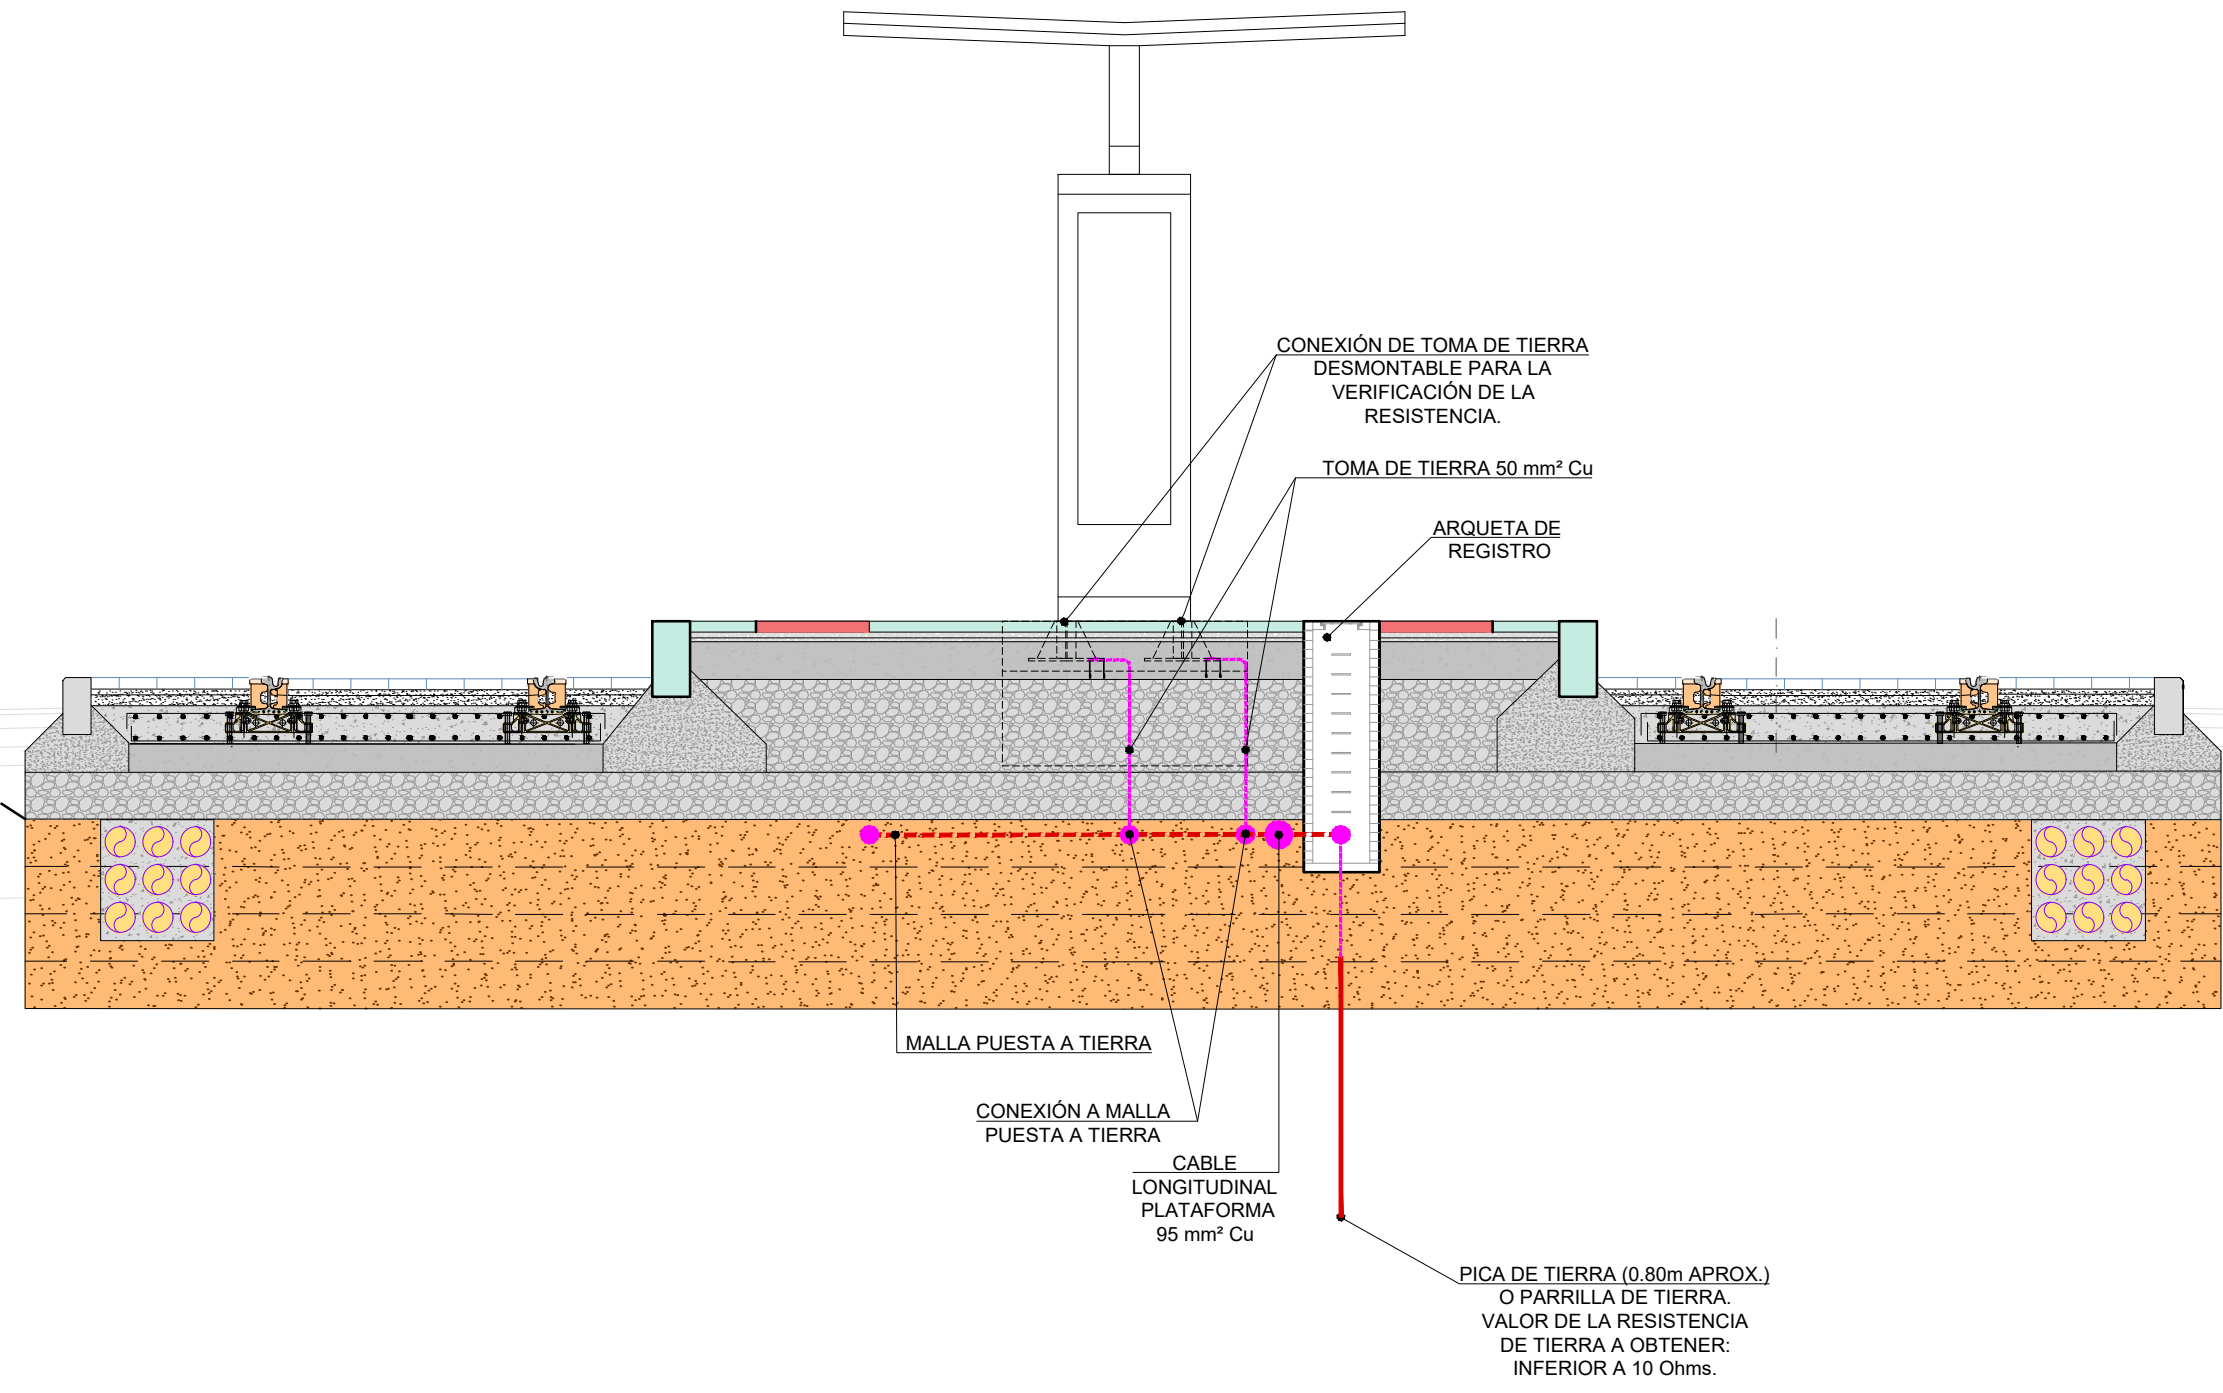 CONEXIÓN DE TOMA DE TIERRA
DESMONTABLE PARA LA
VERIFICACIÓN DE LA
RESISTENCIA.
TOMA DE TIERRA 50 mm² Cu
ARQUETA DE
REGISTRO
MALLA PUESTA A TIERRA
CONEXIÓN A MALLA
PUESTA A TIERRA
CABLE
LONGITUDINAL
PLATAFORMA
95 mm² Cu
PICA DE TIERRA (0.80m APROX.)
O PARRILLA DE TIERRA.
VALOR DE LA RESISTENCIA
DE TIERRA A OBTENER:
INFERIOR A 10 Ohms.